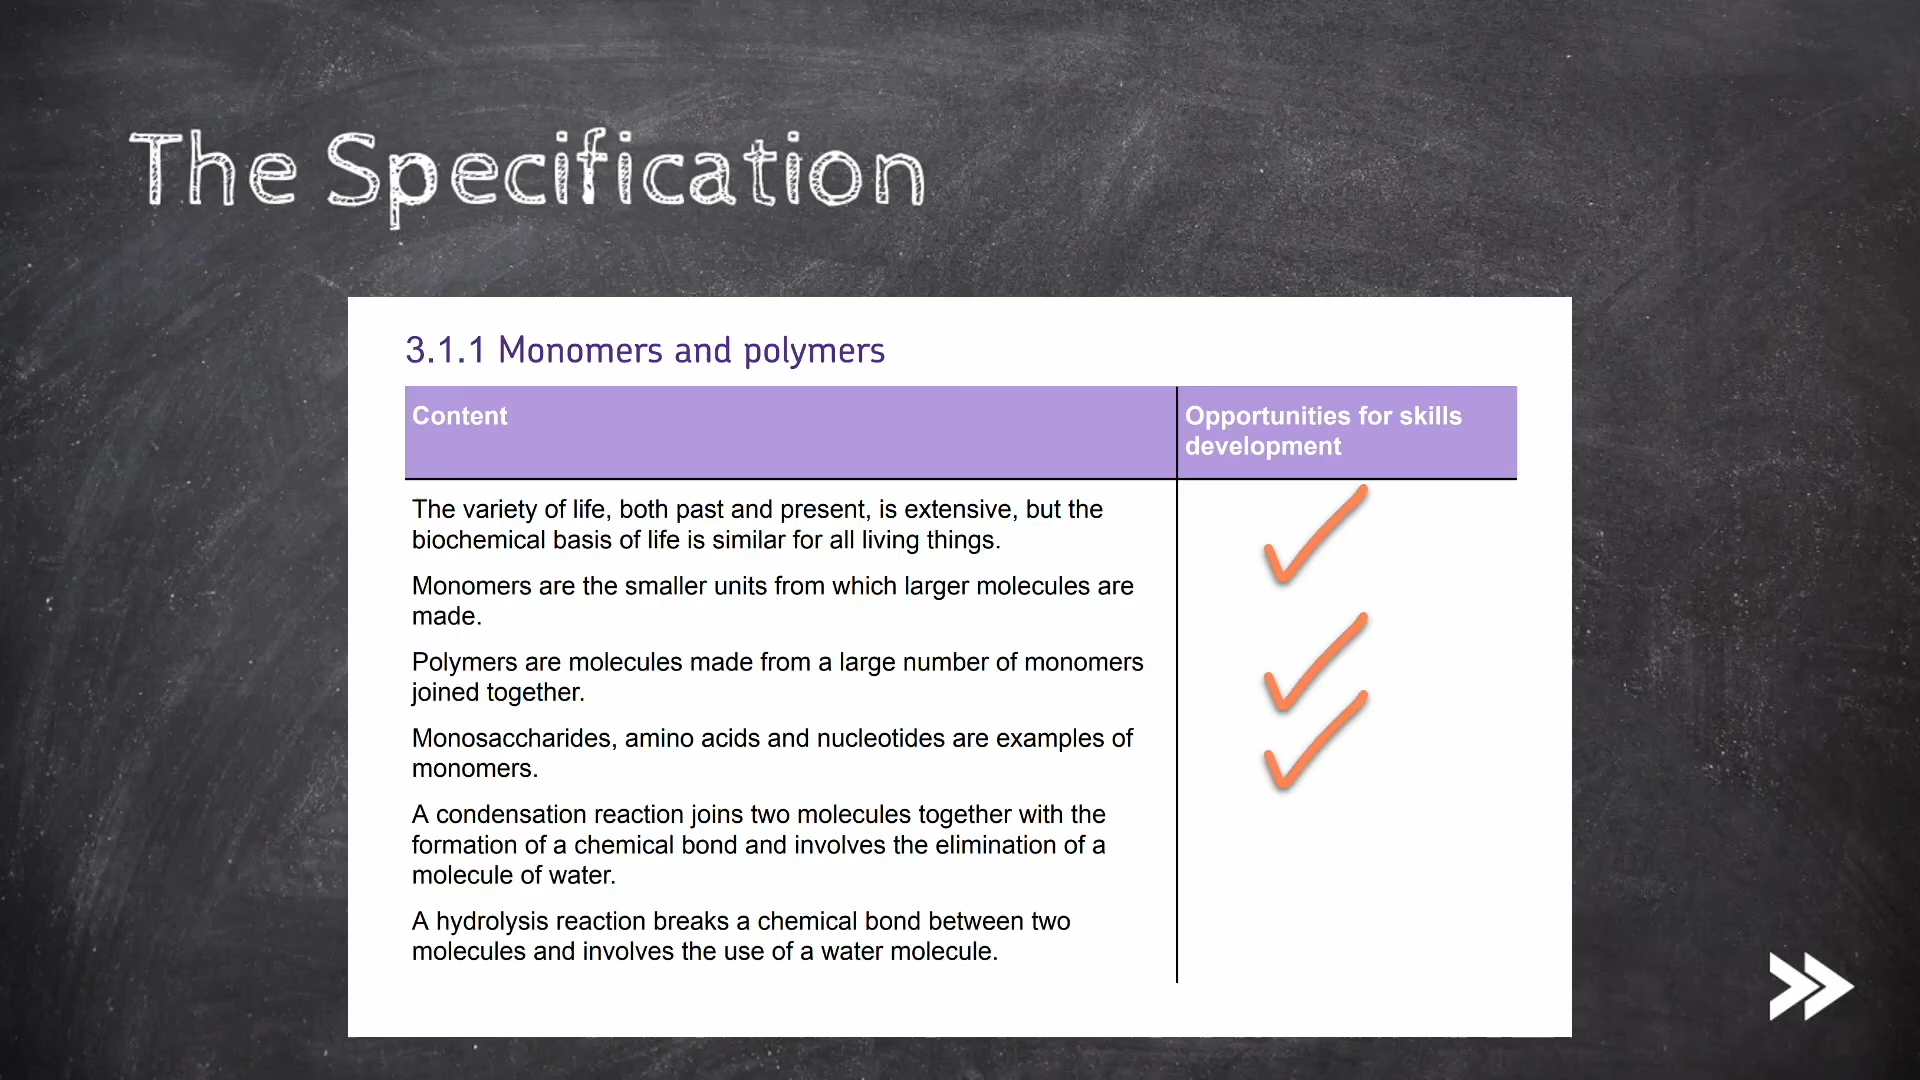 The Specification
3.1.1 Monomers and polymers
Content
Opportunities for skills
development
The variety of life, both past and present, is extensive, but the
biochemical basis of life is similar for all living things.
Monomers are the smaller units from which larger molecules are
made.
Polymers are molecules made from a large number of monomers
joined together.
Monosaccharides, amino acids and nucleotides are examples of
monomers.
A condensation reaction joins two molecules together with the
formation of a chemical bond and involves the elimination of a
molecule of water.
A hydrolysis reaction breaks a chemical bond between two
molecules and involves the use of a water molecule.